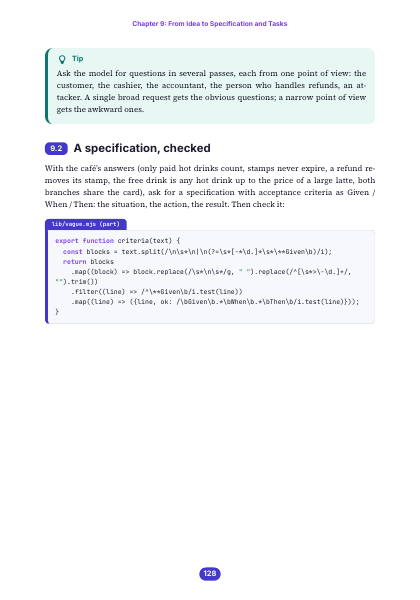 Chapter 9: From Idea to Specification and Tasks
Tip
Ask the model for questions in several passes, each from one point of view: the
customer, the cashier, the accountant, the person who handles refunds, an at-
tacker. A single broad request gets the obvious questions; a narrow point of view
gets the awkward ones.
9.2 A specification, checked
With the café's answers (only paid hot drinks count, stamps never expire, a refund re-
moves its stamp, the free drink is any hot drink up to the price of a large latte, both
branches share the card), ask for a specification with acceptance criteria as Given /
When / Then: the situation, the action, the result. Then check it:
lib/vague.mjs (part)
export function criteria(text) {
const blocks = text.split(/\n\s*\n|\n(?=\s*[-*\d.]*\s*\**Given\b)/i);
return blocks
.map((block) => block.replace(/\s*\n\s*/g, " ").replace(/^[\s*>\-\d.]+/,
"").trim())
.filter((line) => /^\**Given\b/i.test(line))
.map((line) => ({line, ok: /\bGiven\b.*\bWhen\b.*\bThen\b/i.test(line)}));
}
128